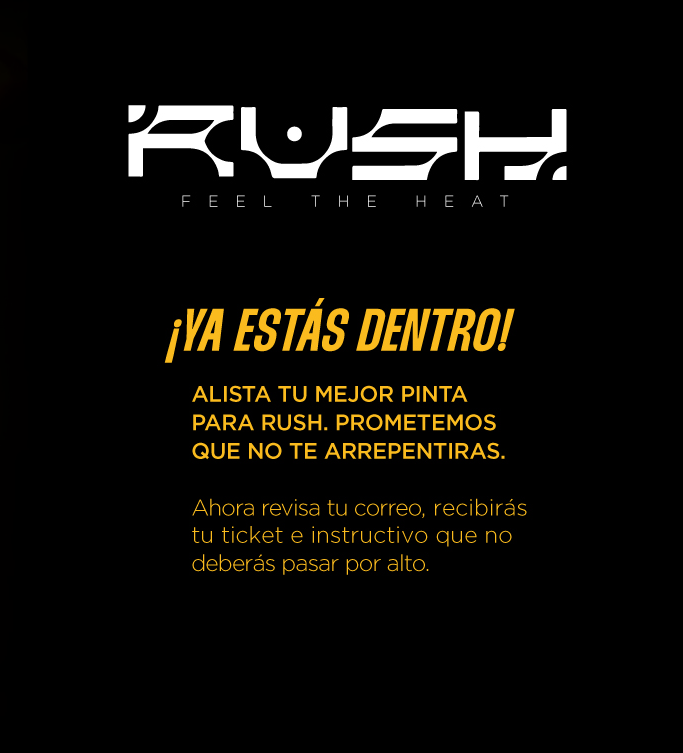 RUSH
FEEL THE HEAT
¡YA ESTÁS DENTRO!
ALISTA TU MEJOR PINTA
PARA RUSH. PROMETEMOS
QUE NO TE ARREPENTIRAS.
Ahora revisa tu correo, recibirás
tu ticket e instructivo que no
deberás pasar por alto.